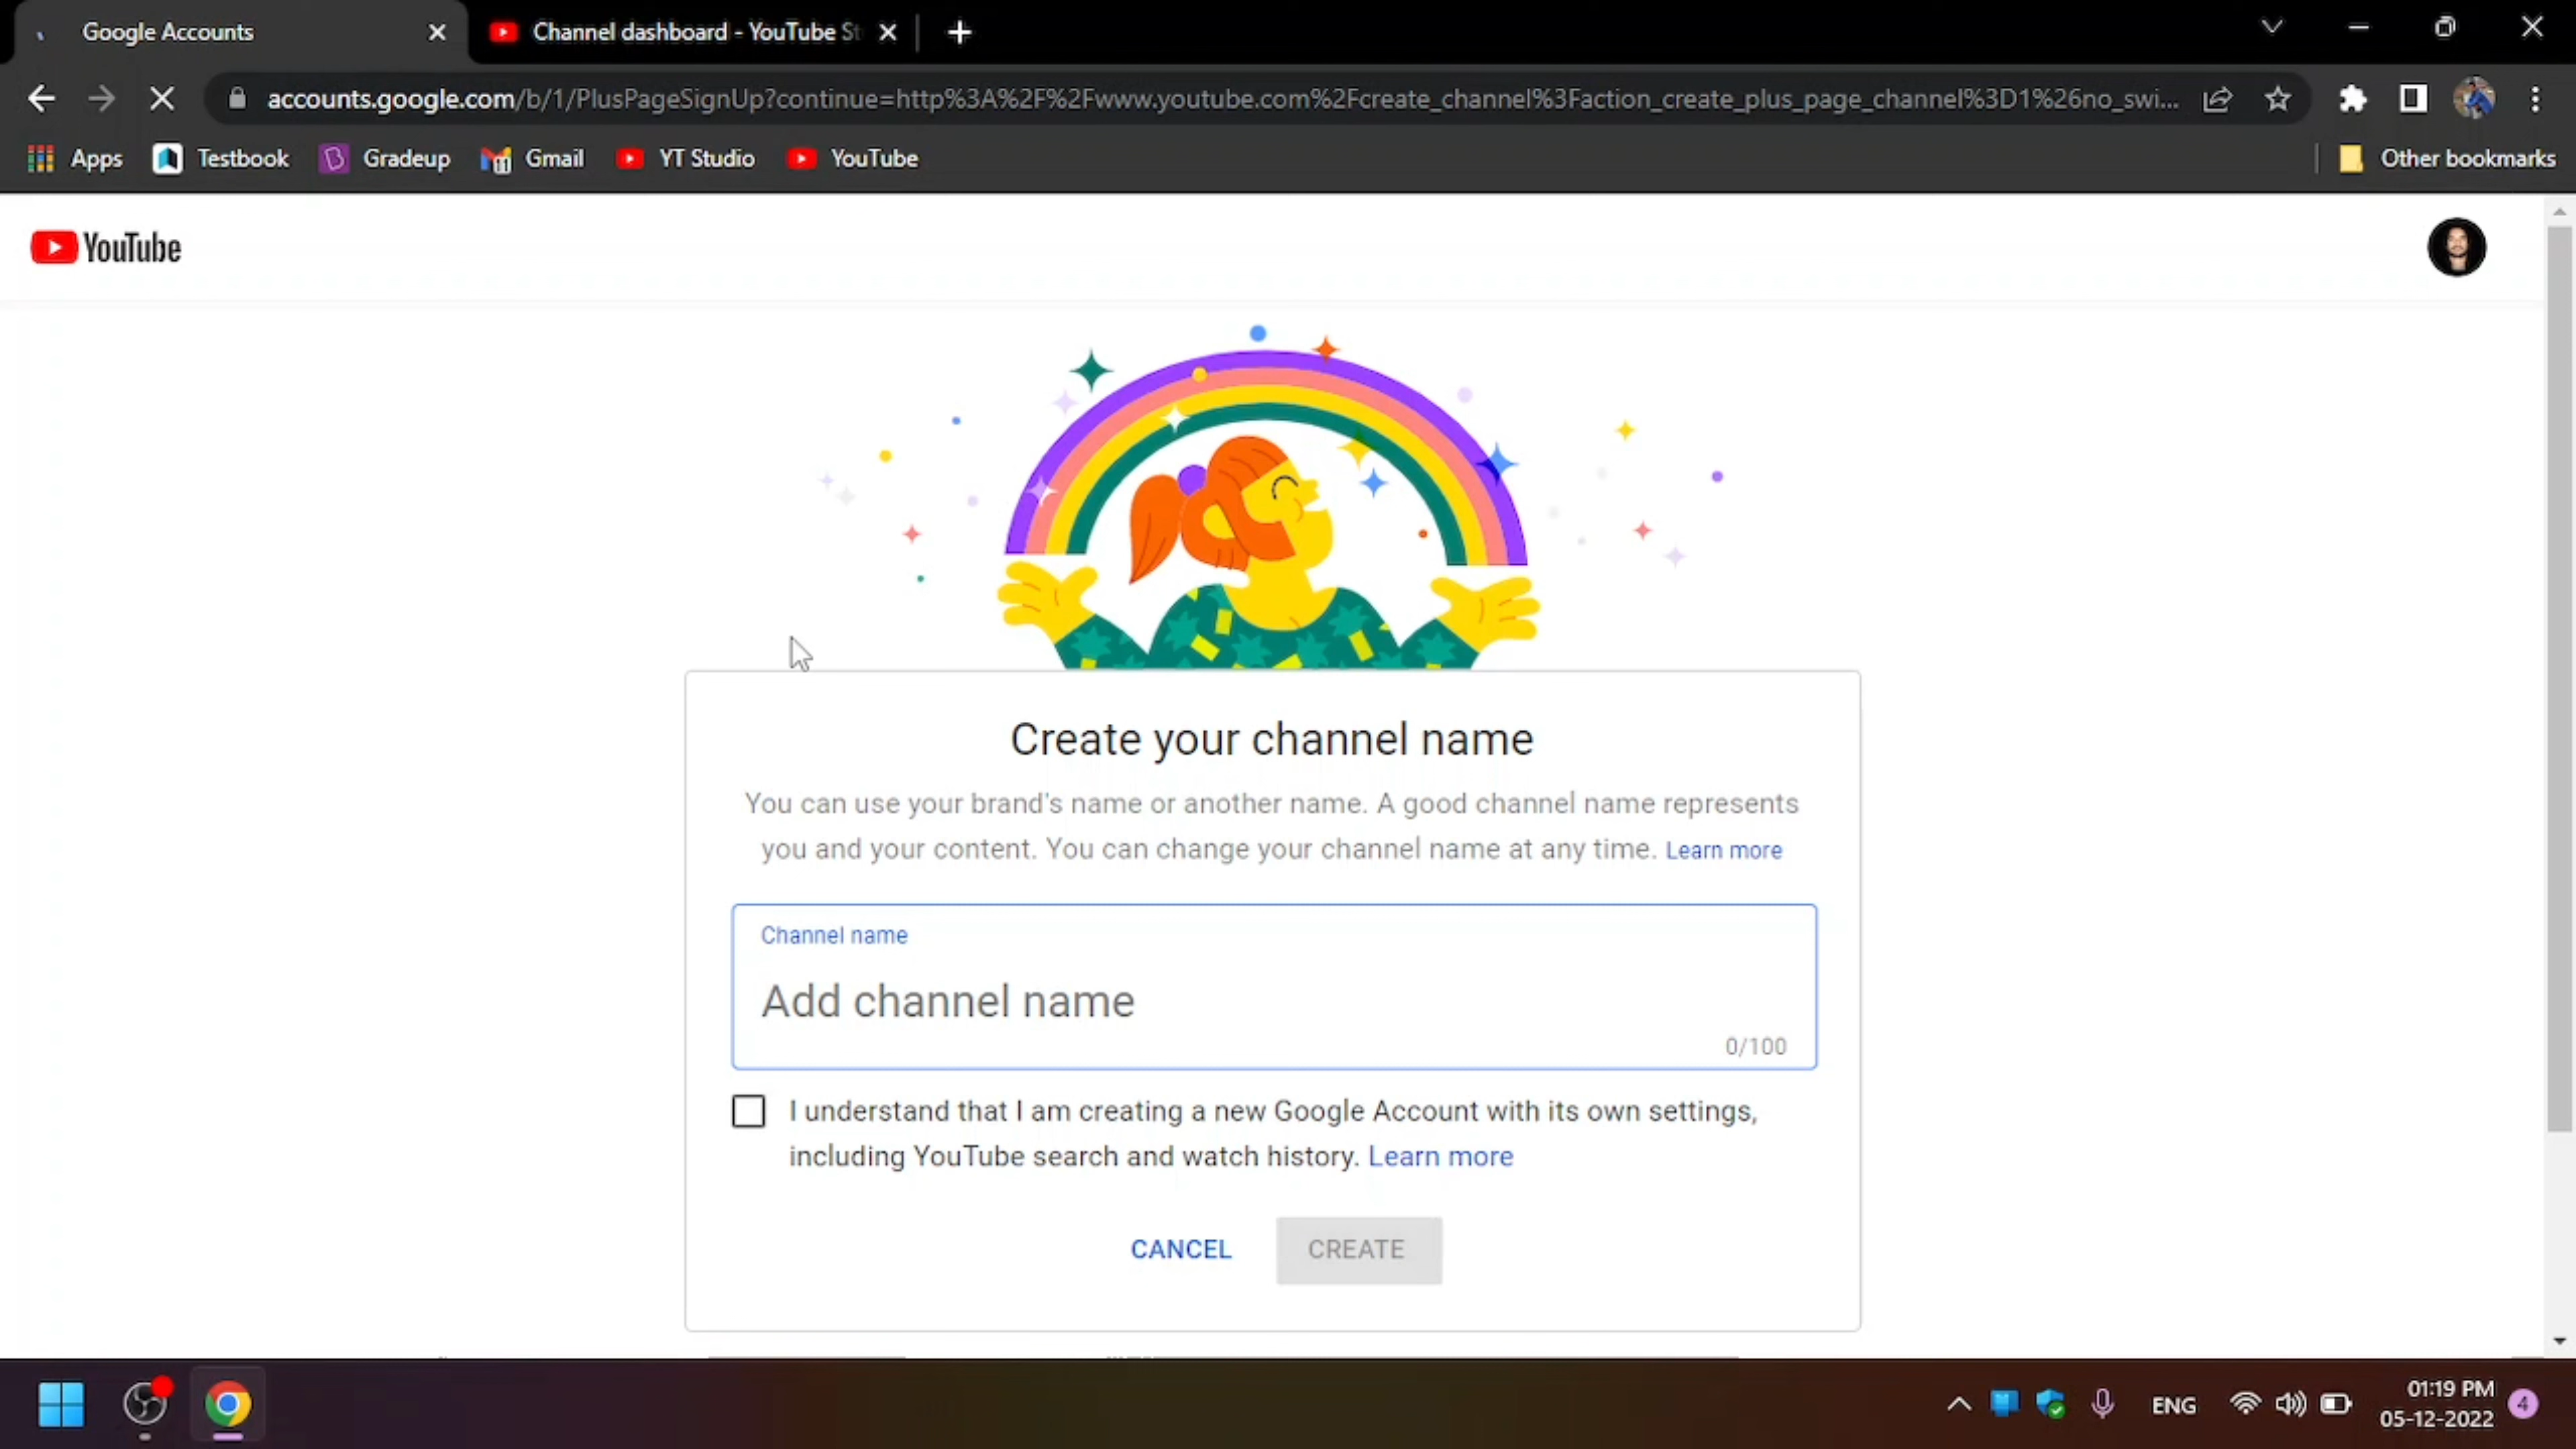 Google Accounts
Channel dashboard - YouTube St
accounts.google.com/b/1/PlusPageSignUp?continue=http%3A%2F%2Fwww.youtube.com%2Fcreate_channel%3Faction_create_plus_page_channel%3D1%26no_swi...
Apps Testbook Gradeup Gmail YT Studio YouTube Other bookmarks
YouTube
Create your channel name
You can use your brand's name or another name. A good channel name represents
you and your content. You can change your channel name at any time. Learn more
Channel name
Add channel name
0/100
I understand that I am creating a new Google Account with its own settings,
including YouTube search and watch history. Learn more
CANCEL CREATE
ENG
01:19 PM
05-12-2022
4